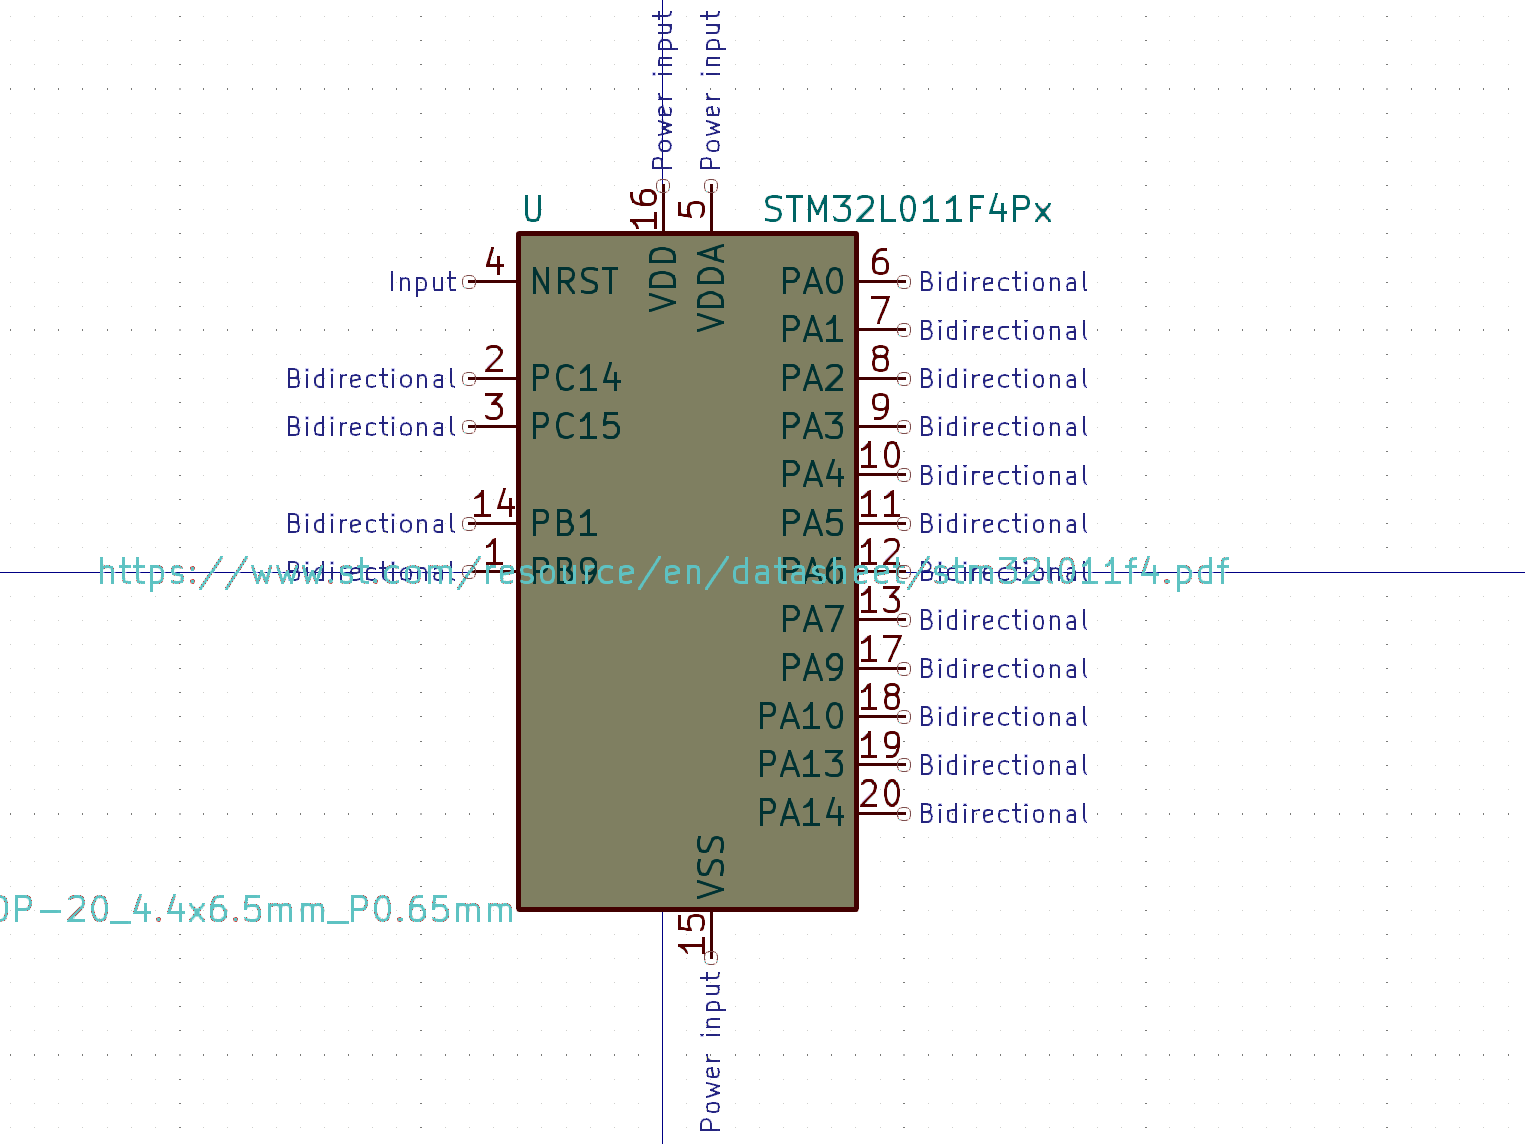 Power input
Power input
16
5
U
STM32L011F4Px
VDD
VDDA
4
Input
NRST
2
Bidirectional
PC14
3
Bidirectional
PC15
14
Bidirectional
PB1
1
Bidirectional
PB9
https://www.st.com/resource/en/datasheet/stm32l011f4.pdf
6
PA0
Bidirectional
7
PA1
Bidirectional
8
PA2
Bidirectional
9
PA3
Bidirectional
10
PA4
Bidirectional
11
PA5
Bidirectional
12
PA6
Bidirectional
13
PA7
Bidirectional
17
PA9
Bidirectional
18
PA10
Bidirectional
19
PA13
Bidirectional
20
PA14
Bidirectional
VSS
OP-20_4.4x6.5mm_P0.65mm
15
Power input